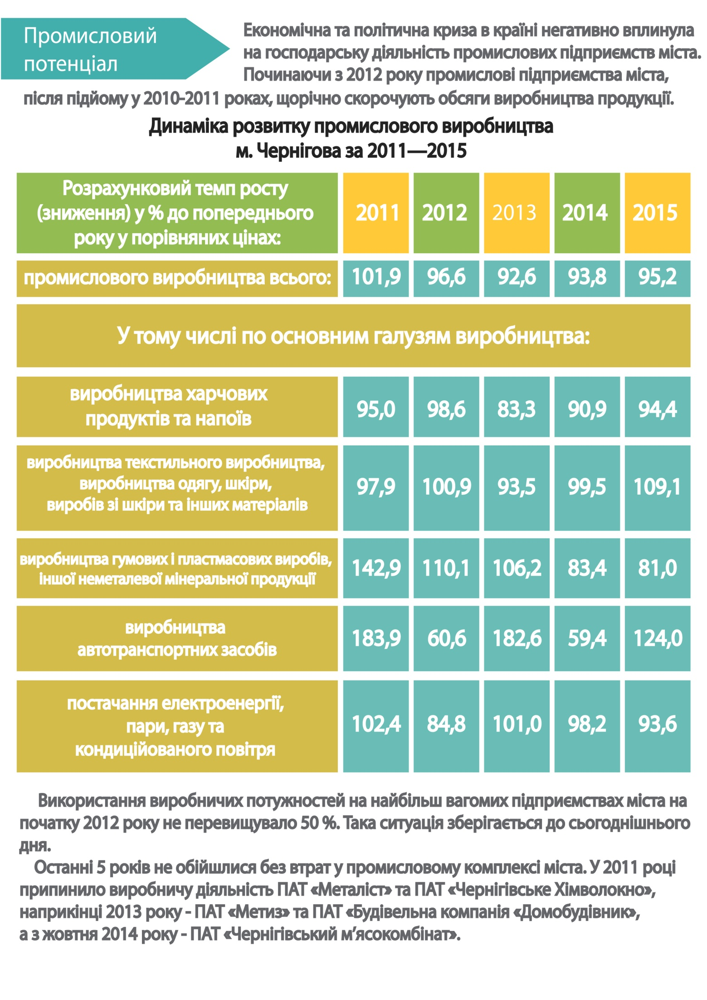 Промисловий
потенціал
Економічна та політична криза в країні негативно вплинула
на господарську діяльність промислових підприємств міста.
Починаючи з 2012 року промислові підприємства міста,
після підйому у 2010-2011 роках, щорічно скорочують обсяги виробництва продукції.
Динаміка розвитку промислового виробництва
м. Чернігова за 2011—2015
Розрахунковий темп росту
(зниження) у % до попереднього
року у порівняних цінах:
2011 2012 2013 2014 2015
промислового виробництва всього: 101,9 96,6 92,6 93,8 95,2
У тому числі по основним галузям виробництва:
виробництва харчових
продуктів та напоїв
95,0 98,6 83,3 90,9 94,4
виробництва текстильного виробництва,
виробництва одягу, шкіри,
виробів зі шкіри та інших матеріалів
97,9 100,9 93,5 99,5 109,1
виробництва гумових і пластмасових виробів,
іншої неметалевої мінеральної продукції
142,9 110,1 106,2 83,4 81,0
виробництва
автотранспортних засобів
183,9 60,6 182,6 59,4 124,0
постачання електроенергії,
пари, газу та
кондиційованого повітря
102,4 84,8 101,0 98,2 93,6
Використання виробничих потужностей на найбільш вагомих підприємствах міста на
початку 2012 року не перевищувало 50 %. Така ситуація зберігається до сьогоднішнього
дня.
Останні 5 років не обійшлися без втрат у промисловому комплексі міста. У 2011 році
припинило виробничу діяльність ПАТ «Металіст» та ПАТ «Чернігівське Хімволокно»,
наприкінці 2013 року - ПАТ «Метиз» та ПАТ «Будівельна компанія «Домобудівник»,
а з жовтня 2014 року - ПАТ «Чернігівський м’ясокомбінат».